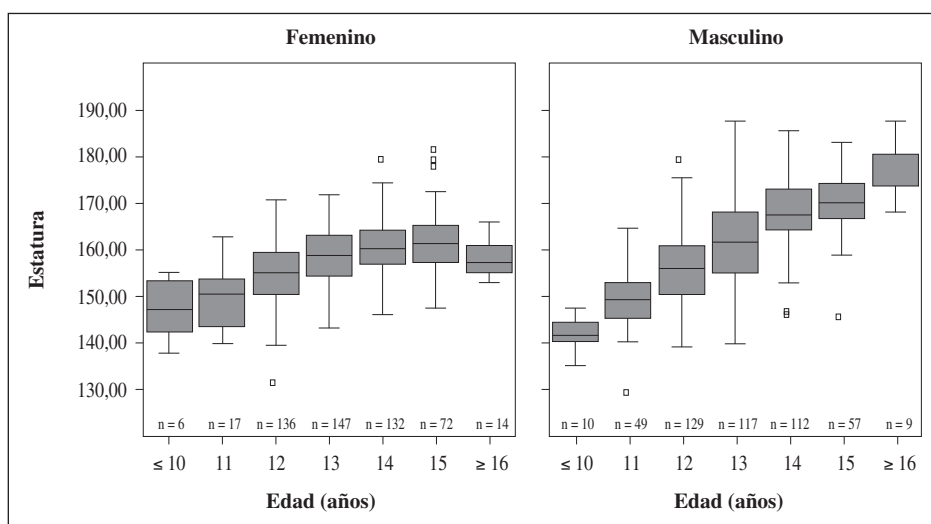 Femenino
Masculino
Estatura
190,00
180,00
170,00
160,00
150,00
140,00
130,00
n = 6 n = 17 n = 136 n = 147 n = 132 n = 72 n = 14
≤ 10 11 12 13 14 15 ≥ 16
Edad (años)
n = 10 n = 49 n = 129 n = 117 n = 112 n = 57 n = 9
≤ 10 11 12 13 14 15 ≥ 16
Edad (años)